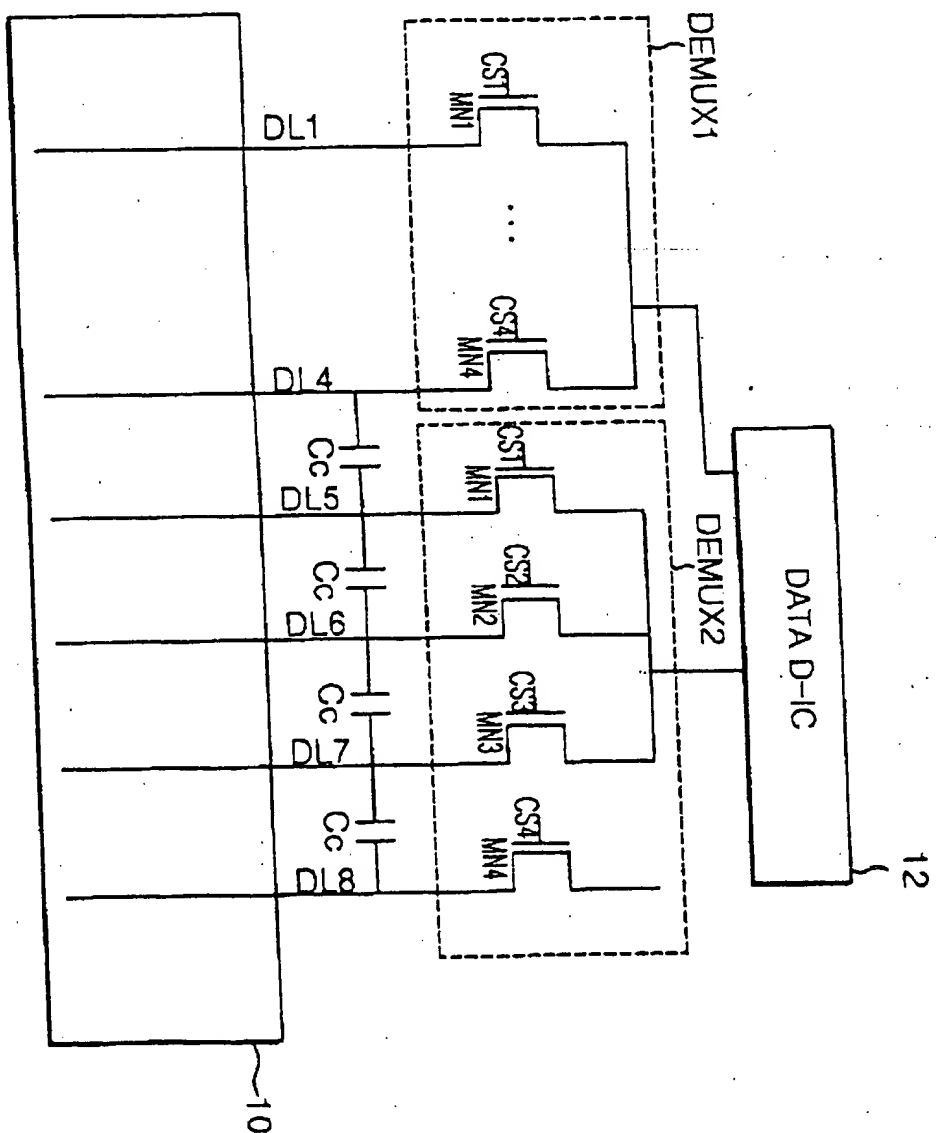 DEMUX1
CS1
MN1
DL1
...
CS4
MN4
DL4
DEMUX2
DATA D-IC
12
CS1
MN1
CS2
MN2
CS3
MN3
CS4
MN4
Cc
DL5
Cc
DL6
Cc
DL7
Cc
DL8
10